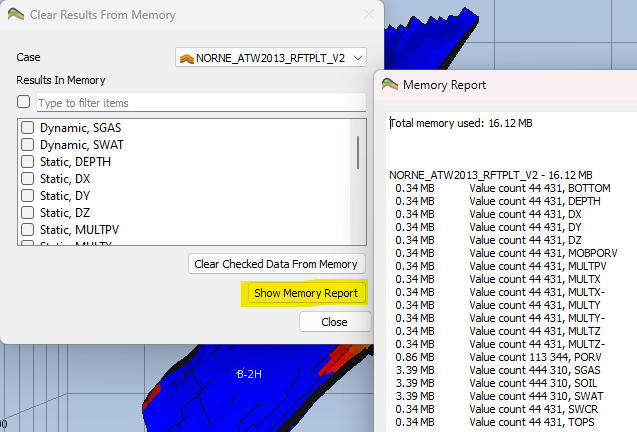 Clear Results From Memory
Case
NORNE_ATW2013_RFTPLT_V2
Results In Memory
Type to filter items
Dynamic, SGAS
Dynamic, SWAT
Static, DEPTH
Static, DX
Static, DY
Static, DZ
Static, MULTPV
Static, MULTX
Clear Checked Data From Memory
Show Memory Report
Close
B-2H
00
Memory Report
Total memory used: 16.12 MB
NORNE_ATW2013_RFTPLT_V2 - 16.12 MB
0.34 MB Value count 44 431, BOTTOM
0.34 MB Value count 44 431, DEPTH
0.34 MB Value count 44 431, DX
0.34 MB Value count 44 431, DY
0.34 MB Value count 44 431, DZ
0.34 MB Value count 44 431, MOBPORV
0.34 MB Value count 44 431, MULTPV
0.34 MB Value count 44 431, MULTX
0.34 MB Value count 44 431, MULTX-
0.34 MB Value count 44 431, MULTY
0.34 MB Value count 44 431, MULTY-
0.34 MB Value count 44 431, MULTZ
0.34 MB Value count 44 431, MULTZ-
0.86 MB Value count 113 344, PORV
3.39 MB Value count 444 310, SGAS
3.39 MB Value count 444 310, SOIL
3.39 MB Value count 444 310, SWAT
0.34 MB Value count 44 431, SWCR
0.34 MB Value count 44 431, TOPS